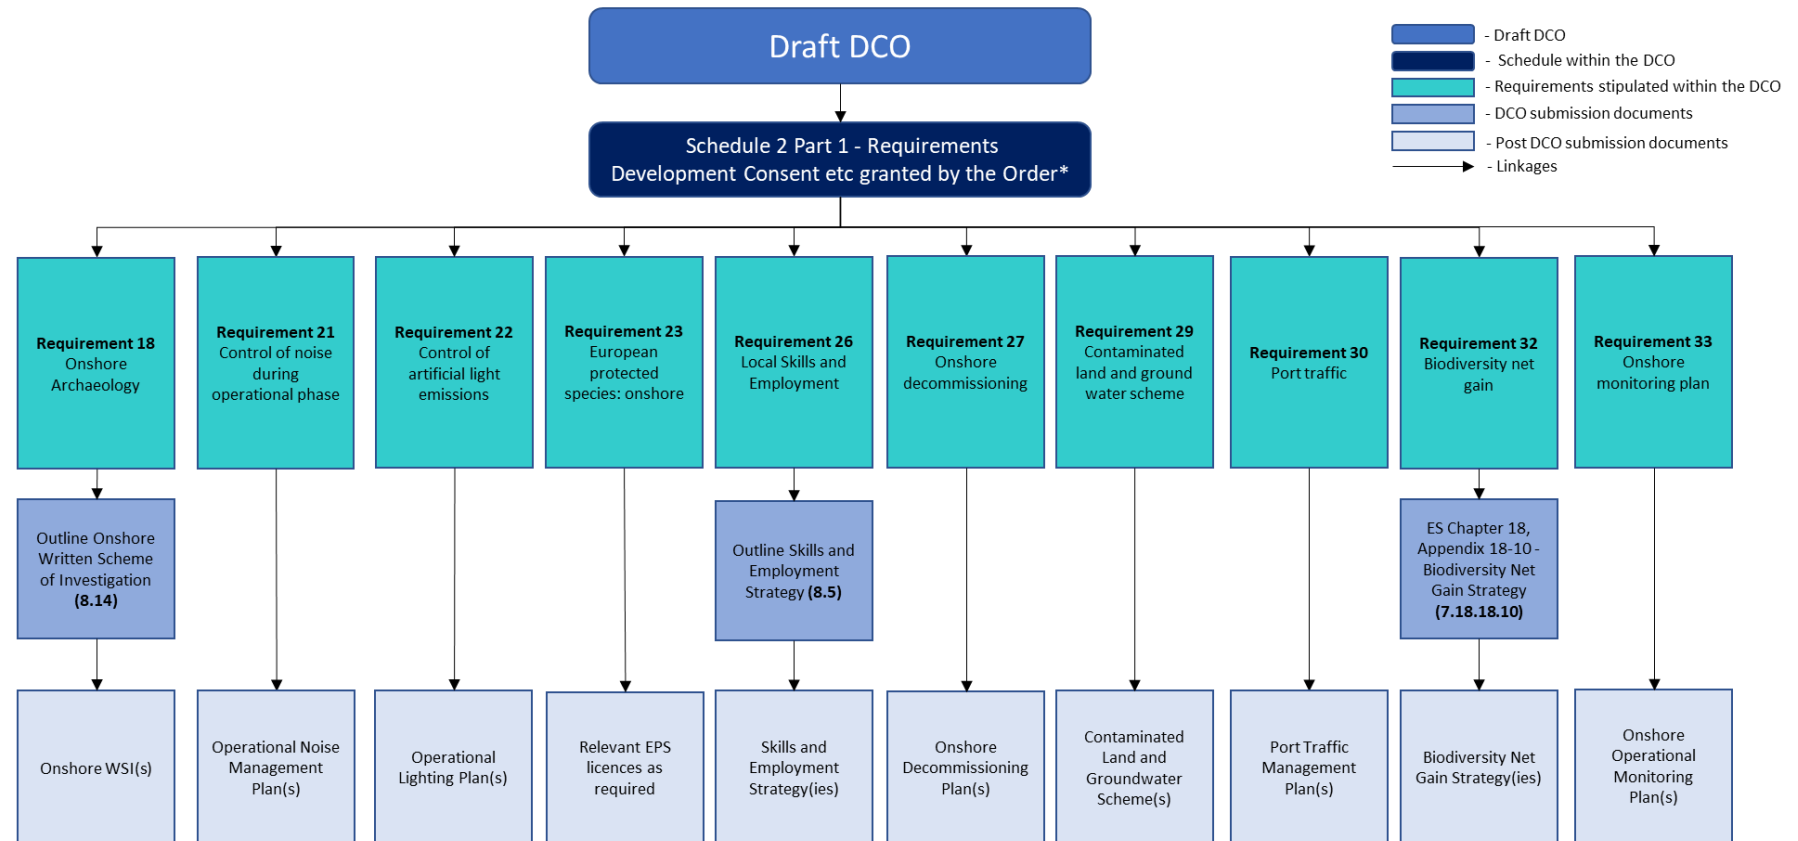 Draft DCO
- Draft DCO
- Schedule within the DCO
- Requirements stipulated within the DCO
- DCO submission documents
- Post DCO submission documents
- Linkages
Schedule 2 Part 1 - Requirements
Development Consent etc granted by the Order*
Requirement 18
Onshore
Archaeology
Requirement 21
Control of noise
during
operational phase
Requirement 22
Control of
artificial light
emissions
Requirement 23
European
protected
species: onshore
Requirement 26
Local Skills and
Employment
Requirement 27
Onshore
decommissioning
Requirement 29
Contaminated
land and ground
water scheme
Requirement 30
Port traffic
Requirement 32
Biodiversity net
gain
Requirement 33
Onshore
monitoring plan
Outline Onshore
Written Scheme
of Investigation
(8.14)
Outline Skills and
Employment
Strategy (8.5)
ES Chapter 18,
Appendix 18-10 -
Biodiversity Net
Gain Strategy
(7.18.18.10)
Onshore WSI(s)
Operational Noise
Management
Plan(s)
Operational
Lighting Plan(s)
Relevant EPS
licences as
required
Skills and
Employment
Strategy(ies)
Onshore
Decommissioning
Plan(s)
Contaminated
Land and
Groundwater
Scheme(s)
Port Traffic
Management
Plan(s)
Biodiversity Net
Gain Strategy(ies)
Onshore
Operational
Monitoring
Plan(s)